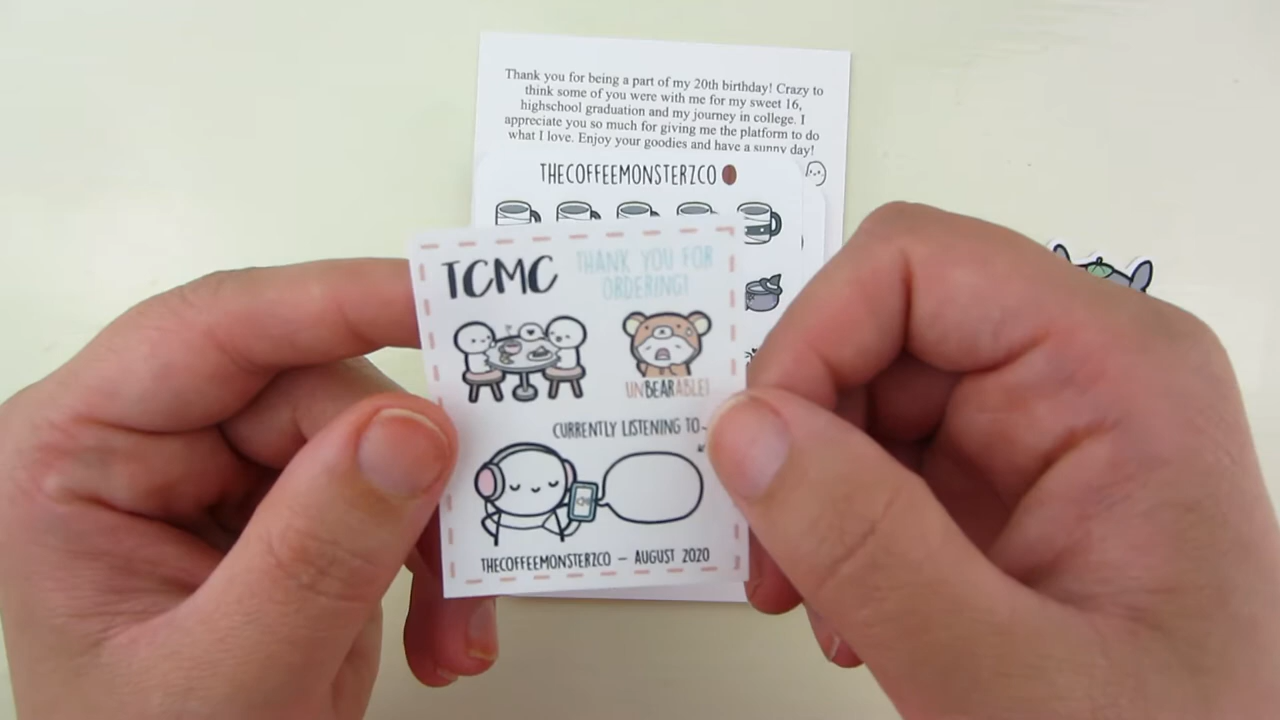 Thank you for being a part of my 20th birthday! Crazy to
think some of you were with me for my sweet 16,
highschool graduation and my journey in college. I
appreciate you so much for giving me the platform to do
what I love. Enjoy your goodies and have a sunny day!
THECOFFEEMONSTERZCO
TCMC
THANK YOU FOR
ORDERING!
UNBEARABLE!
CURRENTLY LISTENING TO~
THECOFFEEMONSTERZCO — AUGUST 2020